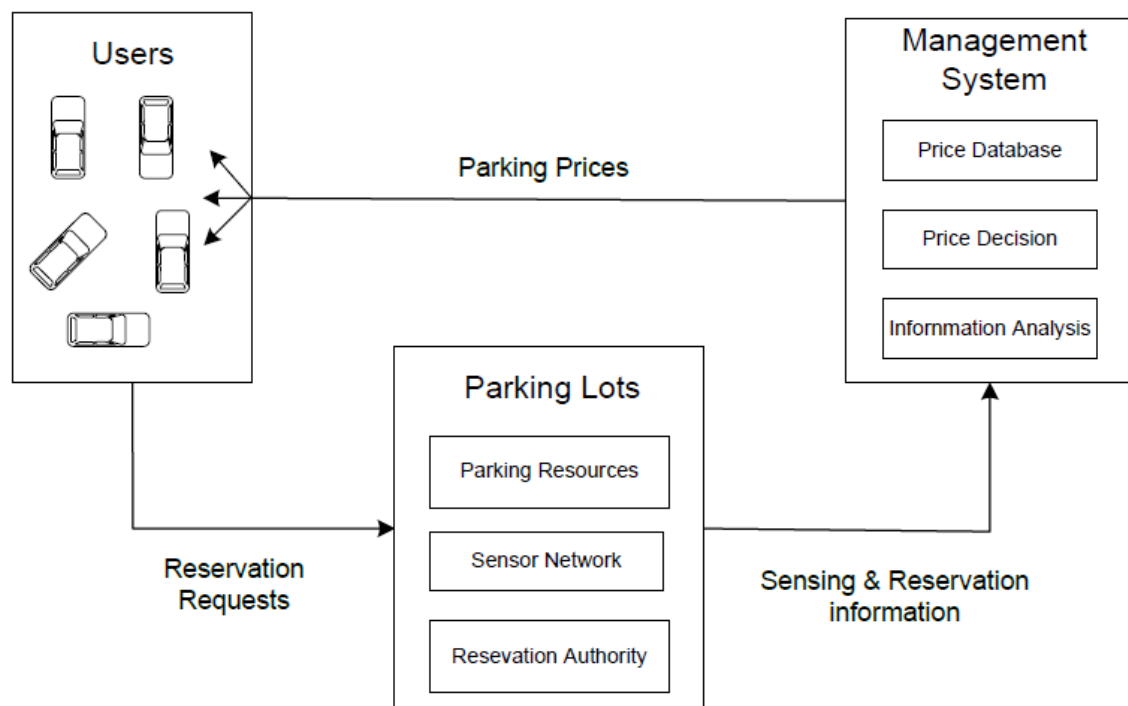 Users
Management
System
Price Database
Parking Prices
Price Decision
Infornmation Analysis
Parking Lots
Parking Resources
Sensor Network
Reservation
Requests
Sensing & Reservation
information
Resevation Authority